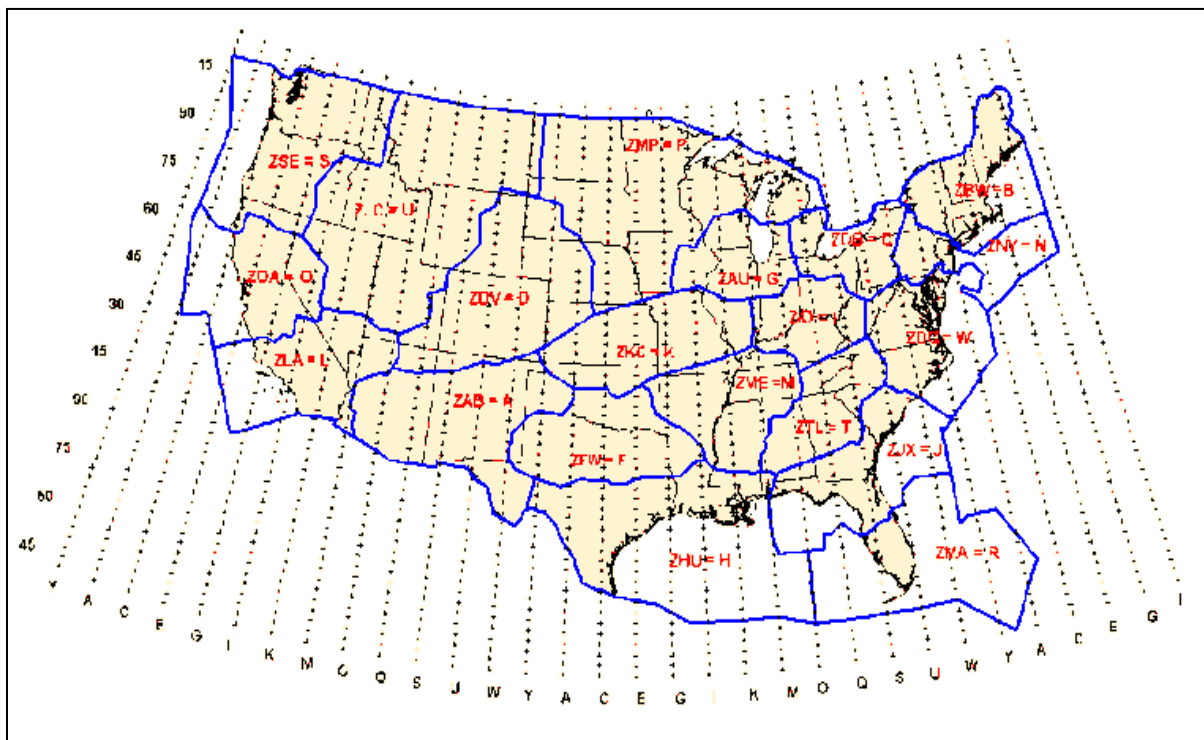 15
90
75
60
45
30
15
90
75
60
45
ZSE = S
ZMP = P
ZBW = B
ZNY = N
ZAU = G
ZDV = D
ZLA = L
ZKC = K
ZME = M
ZAB = A
ZTL = T
ZFW = F
ZJX = J
ZHU = H
ZMA = R
A C E G I K M O Q S J W Y A C E G I K M O Q S U W Y A D E G I